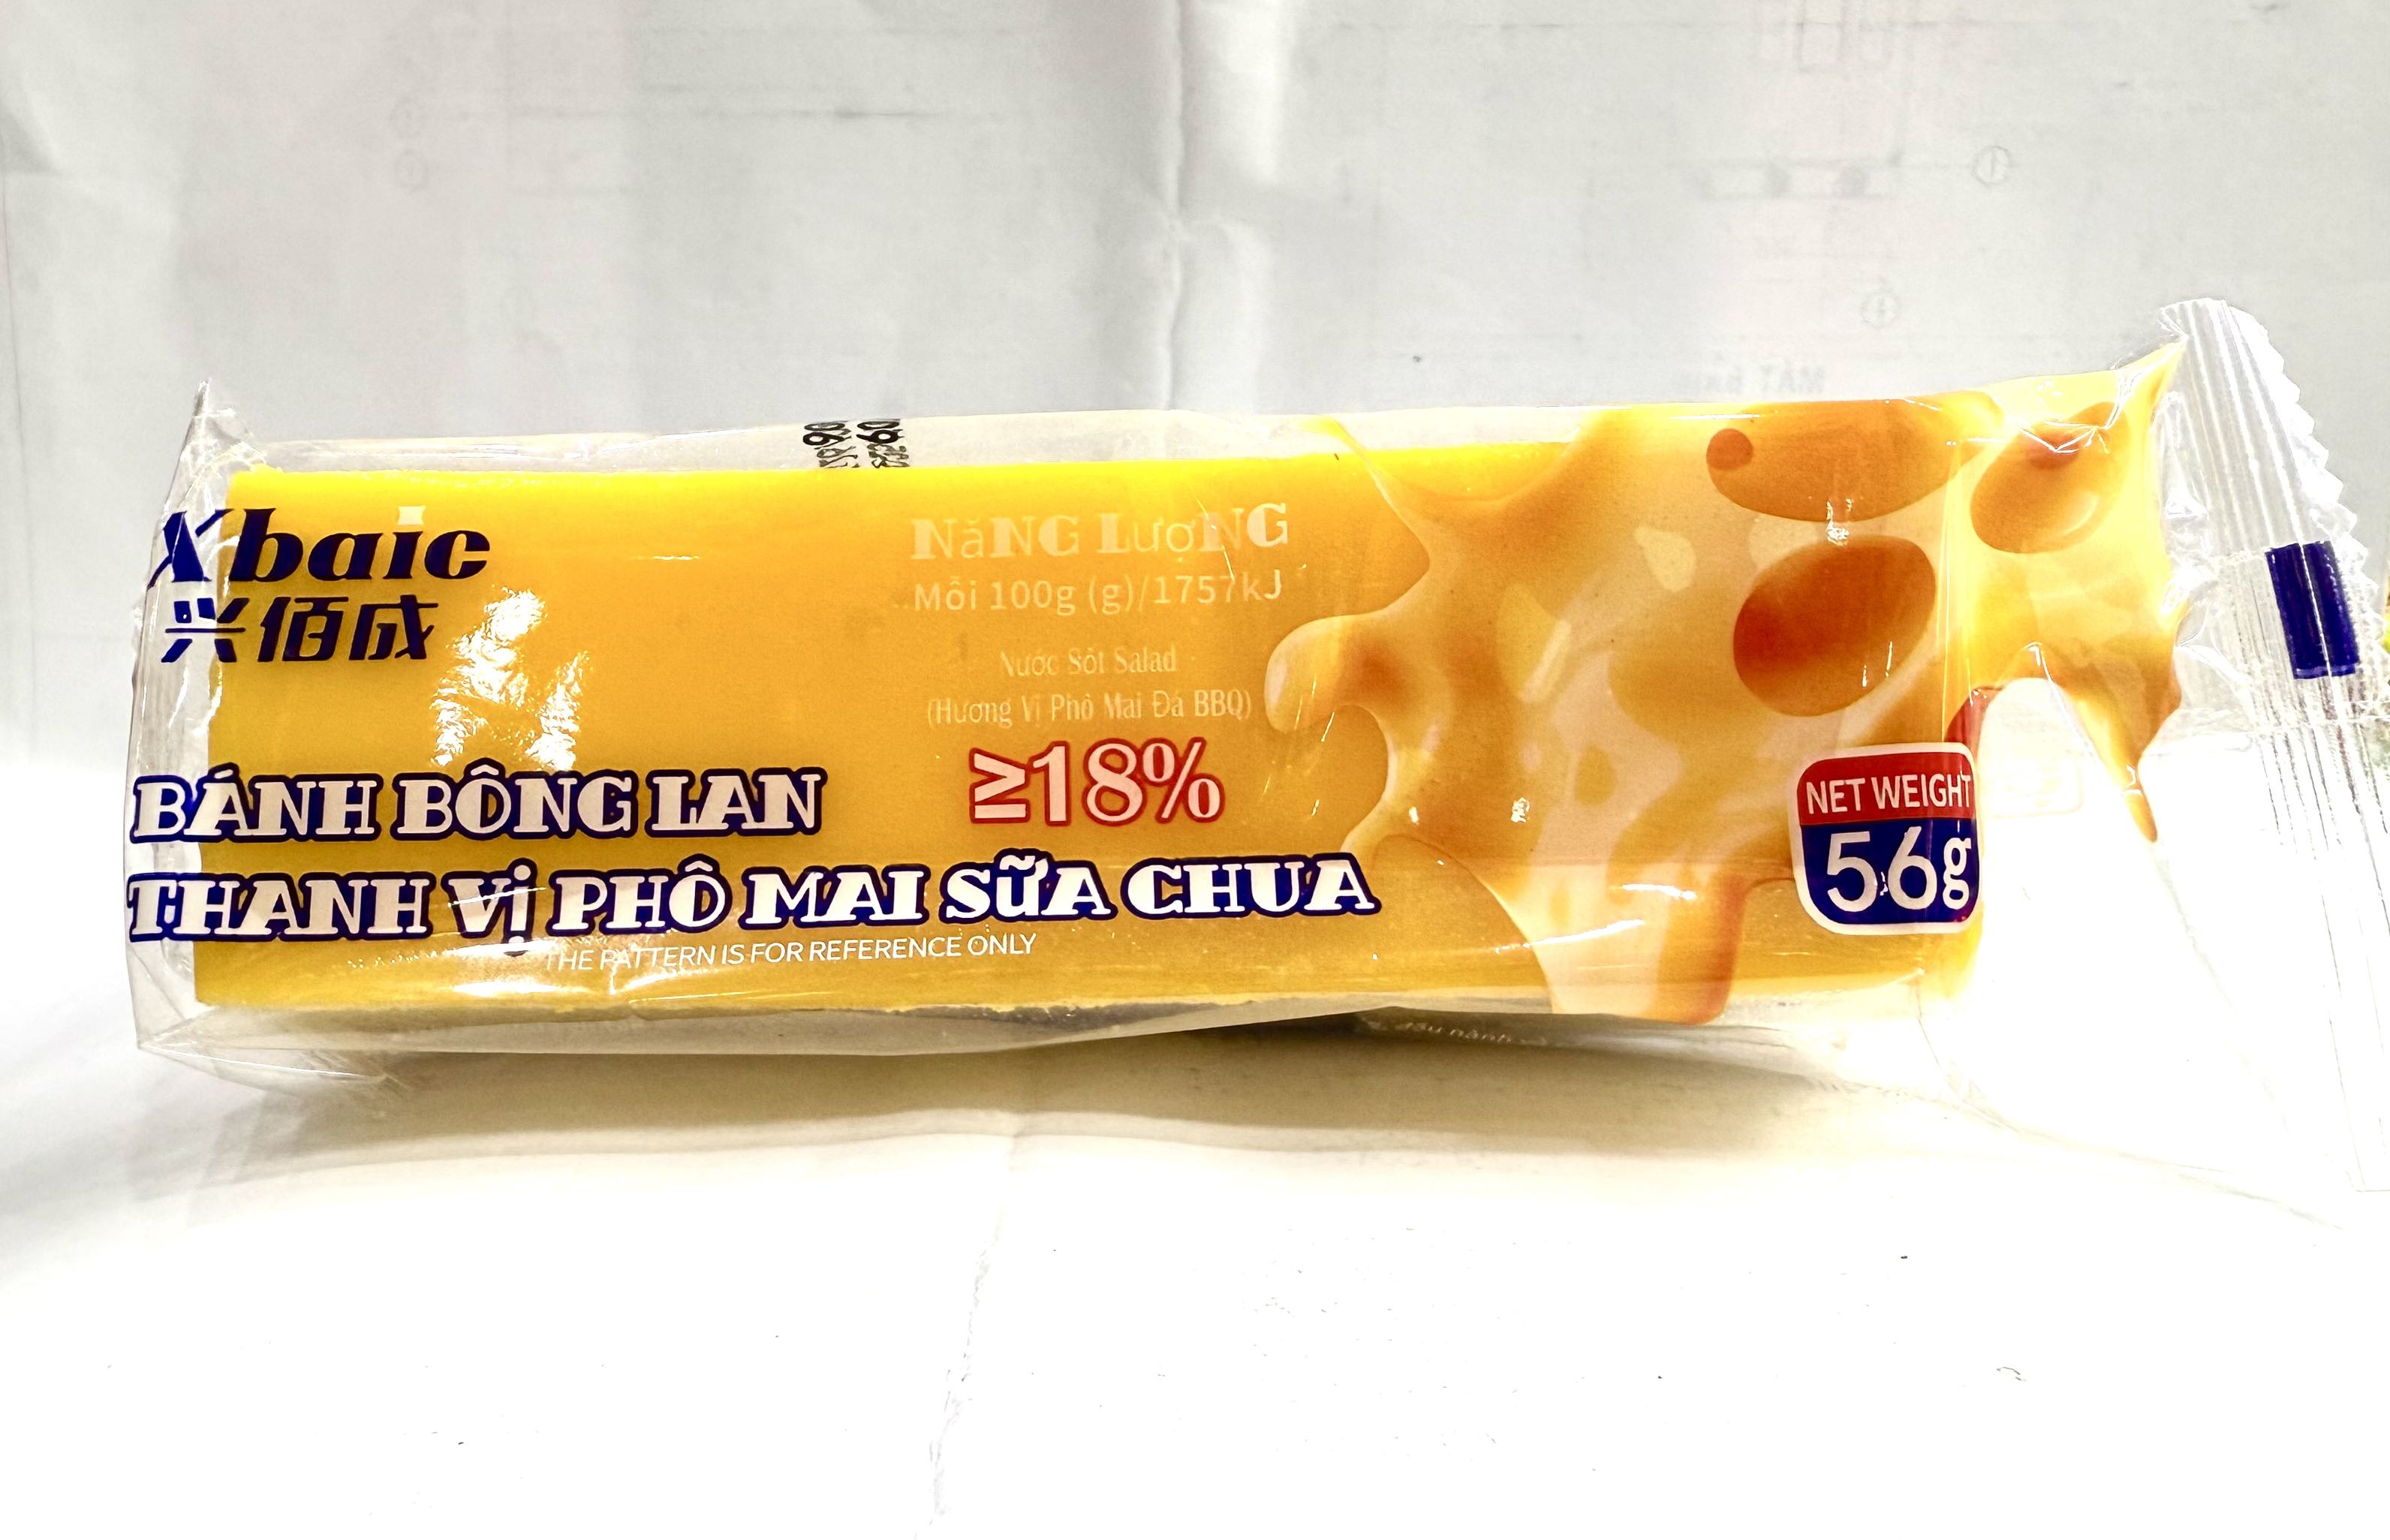 Xbaic
兴佰成
NăNG LượNG
Mỗi 100g (g)/1757kJ
Nước Sốt Salad
(Hương Vị Phô Mai Đá BBQ)
≥18%
BÁNH BÔNG LAN
THANH Vị PHÔ MAI SữA CHUA
THE PATTERN IS FOR REFERENCE ONLY
NET WEIGHT
56g